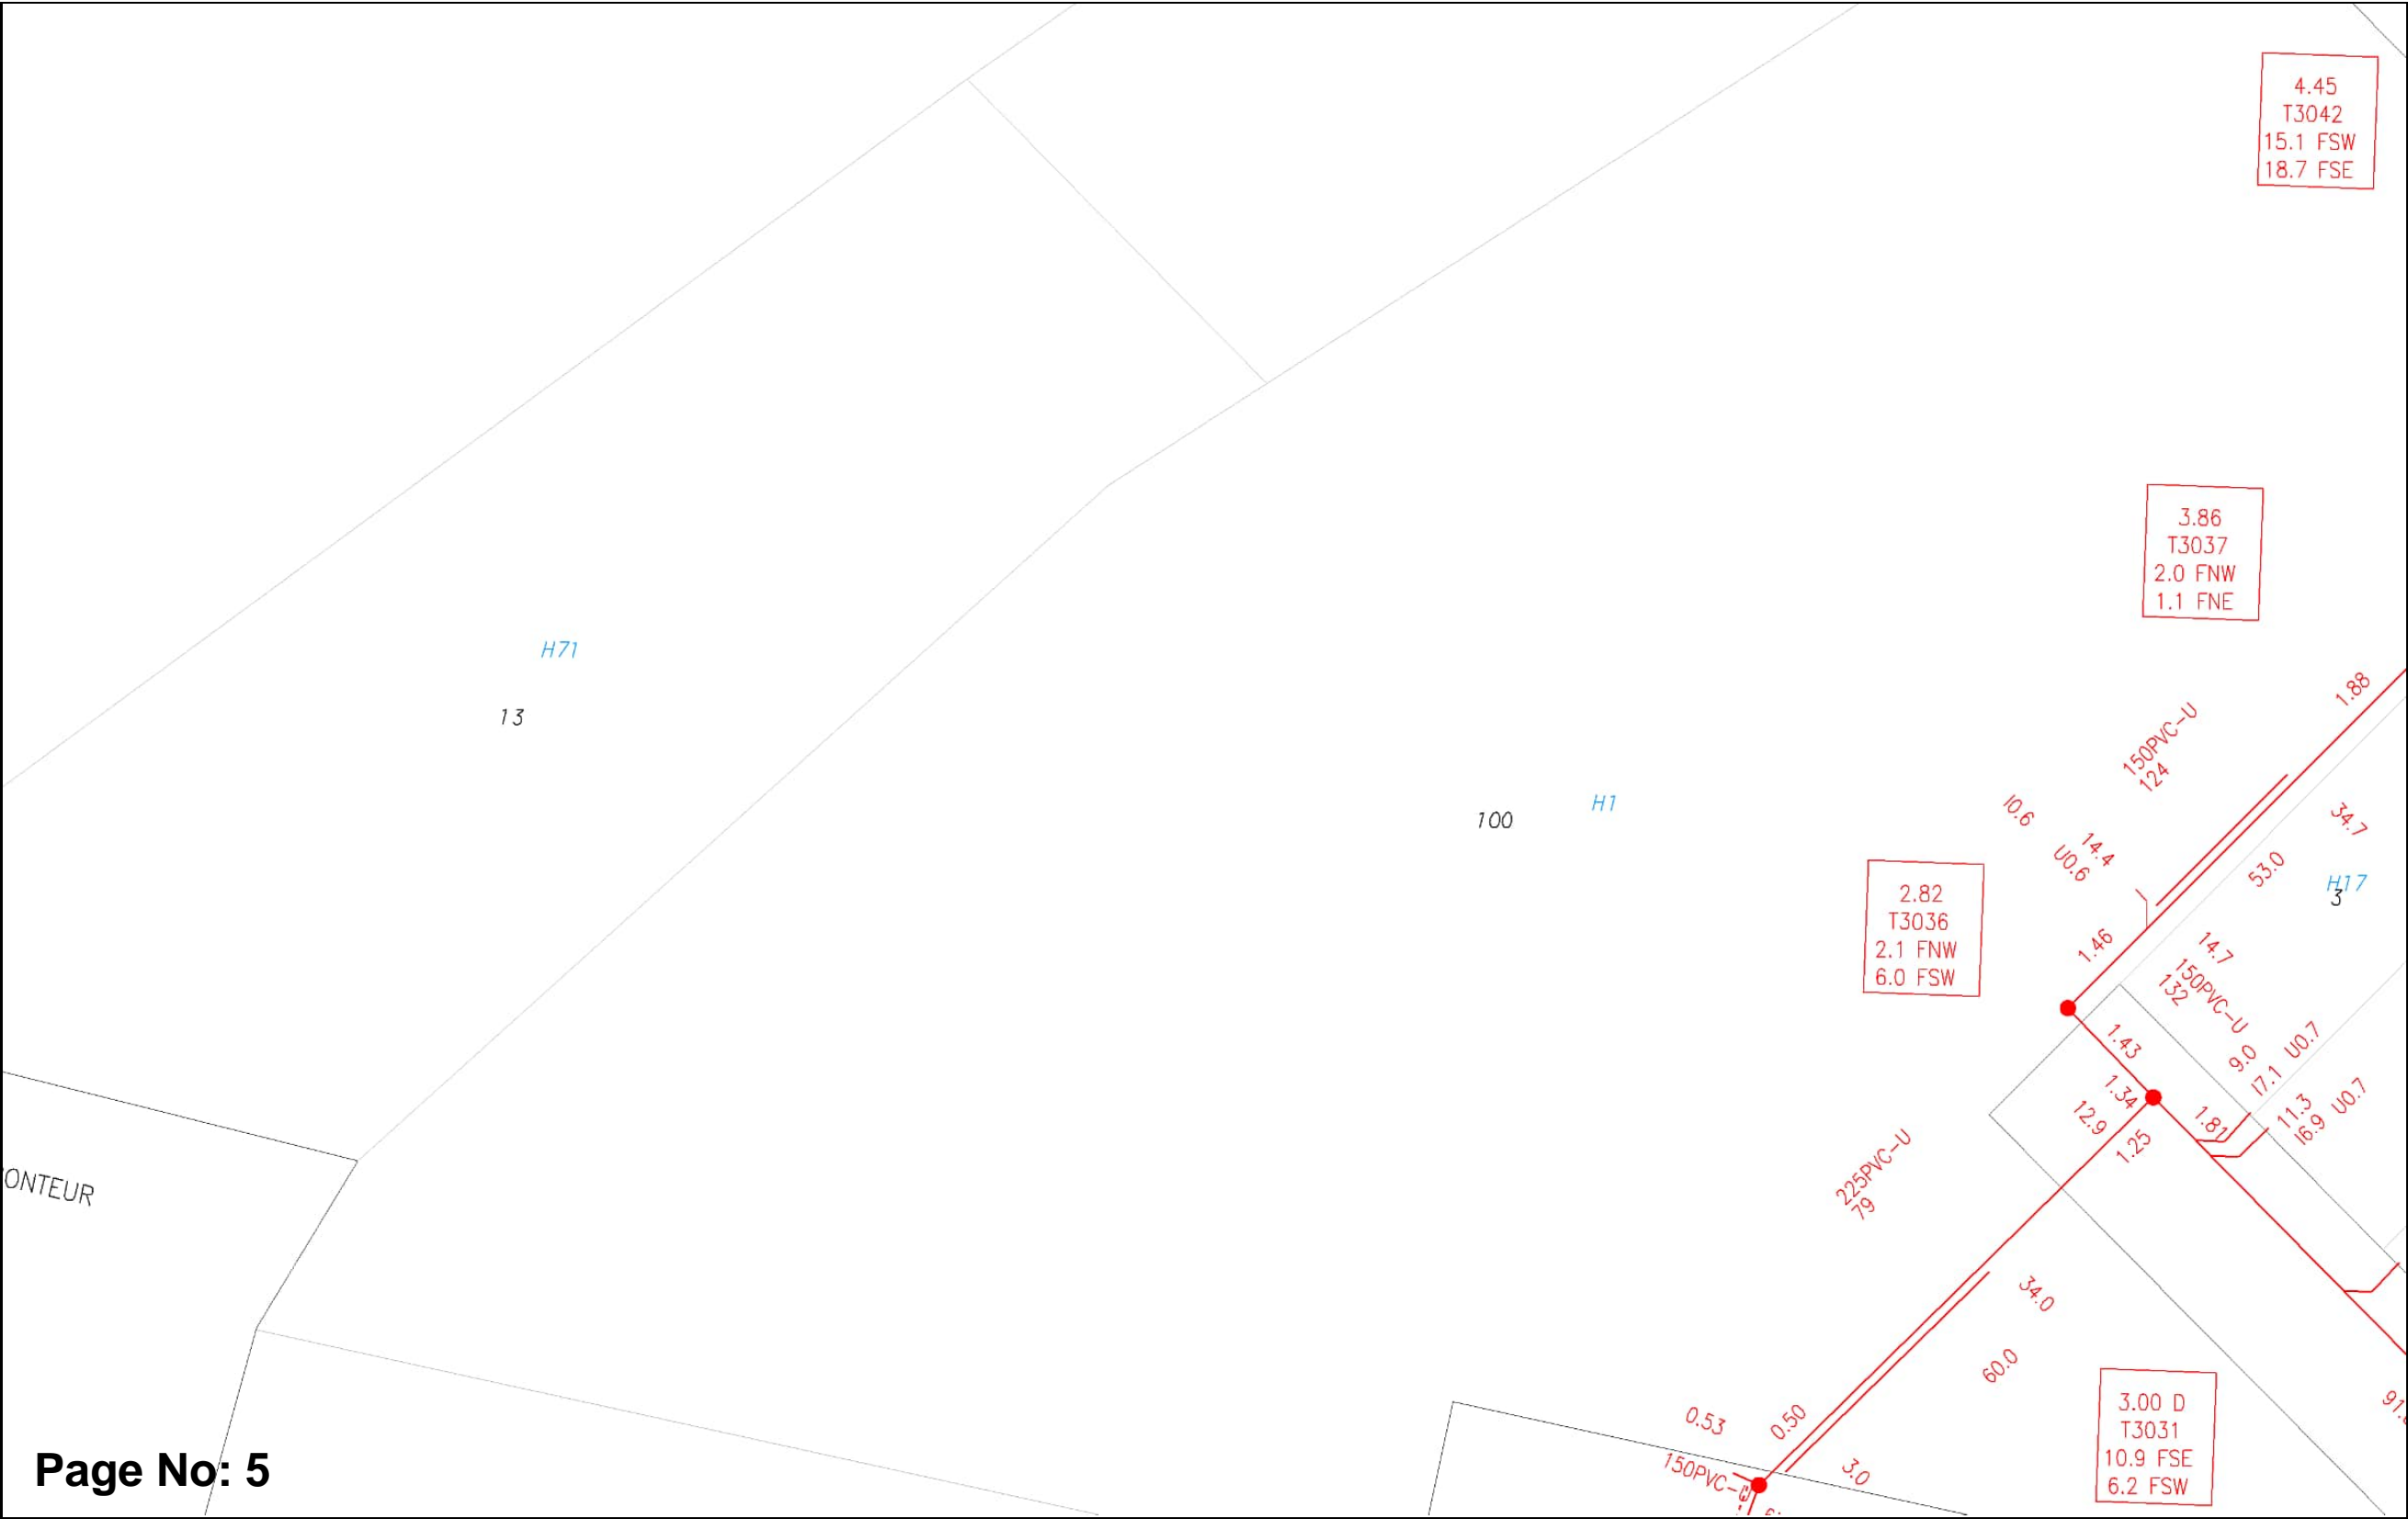 4.45
T3042
15.1 FSW
18.7 FSE
3.86
T3037
2.0 FNW
1.1 FNE
H71
13
1.88
150PVC-U
124
H1
100
10.6
14.4
U0.6
34.7
53.0
H17
3
2.82
T3036
2.1 FNW
6.0 FSW
1.46
14.7
150PVC-U
132
1.43
9.0
17.1 U0.7
1.34
12.9
1.81
1.25
11.3
16.9 U0.7
ONTEUR
225PVC-U
79
34.0
60.0
3.00 D
T3031
10.9 FSE
6.2 FSW
0.53
0.50
150PVC-U
3.0
Page No: 5